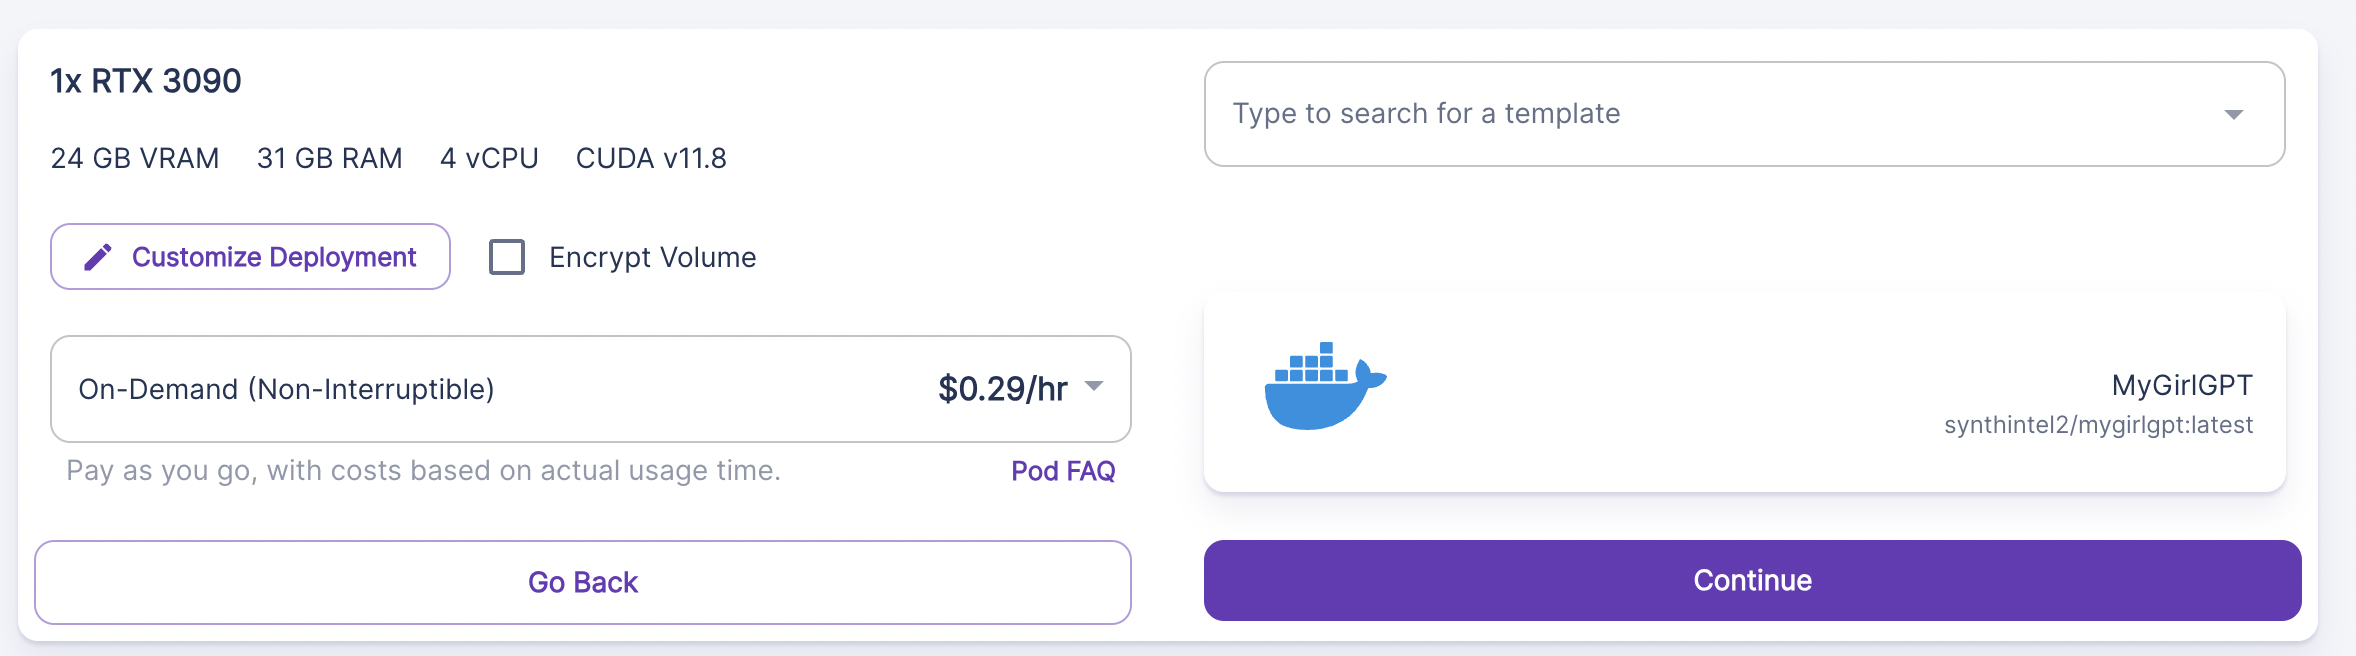 1x RTX 3090
24 GB VRAM 31 GB RAM 4 vCPU CUDA v11.8
Customize Deployment
Encrypt Volume
On-Demand (Non-Interruptible) $0.29/hr
Pay as you go, with costs based on actual usage time. Pod FAQ
Go Back
Type to search for a template
MyGirlGPT
synthintel2/mygirlgpt:latest
Continue